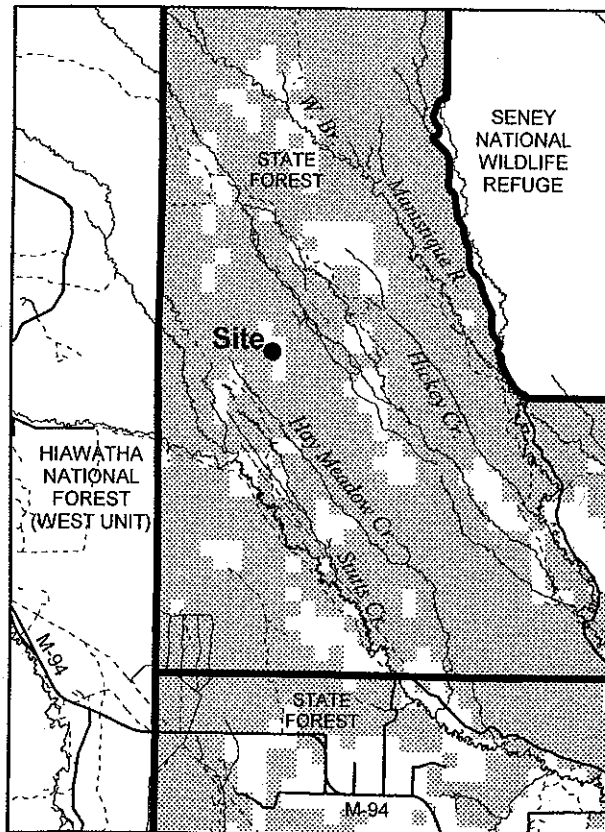 SENEY
NATIONAL
WILDLIFE
REFUGE
W. Br.
STATE
FOREST
Manistique R.
Site
Hickey Cr.
Hay Meadow Cr.
HIAWATHA
NATIONAL
FOREST
(WEST UNIT)
Stutts Cr.
M-94
STATE
FOREST
M-94